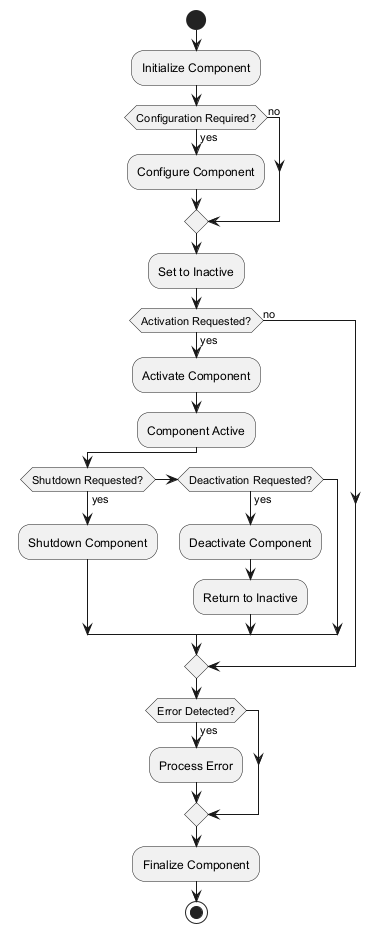 Initialize Component
Configuration Required?
no
yes
Configure Component
Set to Inactive
Activation Requested?
no
yes
Activate Component
Component Active
Shutdown Requested?
Deactivation Requested?
yes
yes
Shutdown Component
Deactivate Component
Return to Inactive
Error Detected?
yes
Process Error
Finalize Component